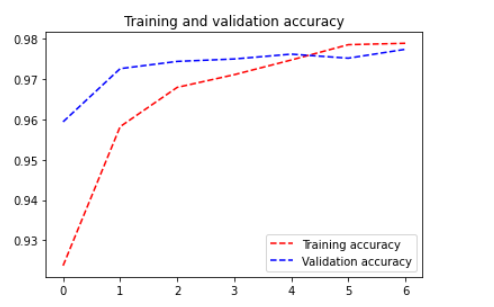 Training and validation accuracy
0.98
0.97
0.96
0.95
0.94
0.93
Training accuracy
Validation accuracy
0 1 2 3 4 5 6